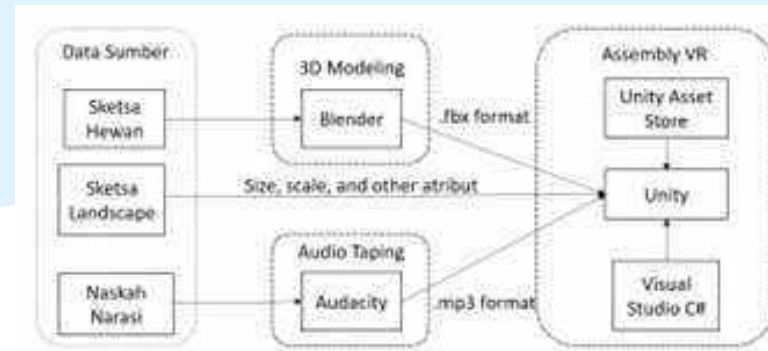 Data Sumber
Sketsa
Hewan
Sketsa
Landscape
Naskah
Narasi
3D Modeling
Blender
.fbx format
Size, scale, and other atribut
Audio Taping
Audacity
.mp3 format
Assembly VR
Unity Asset
Store
Unity
Visual
Studio C#